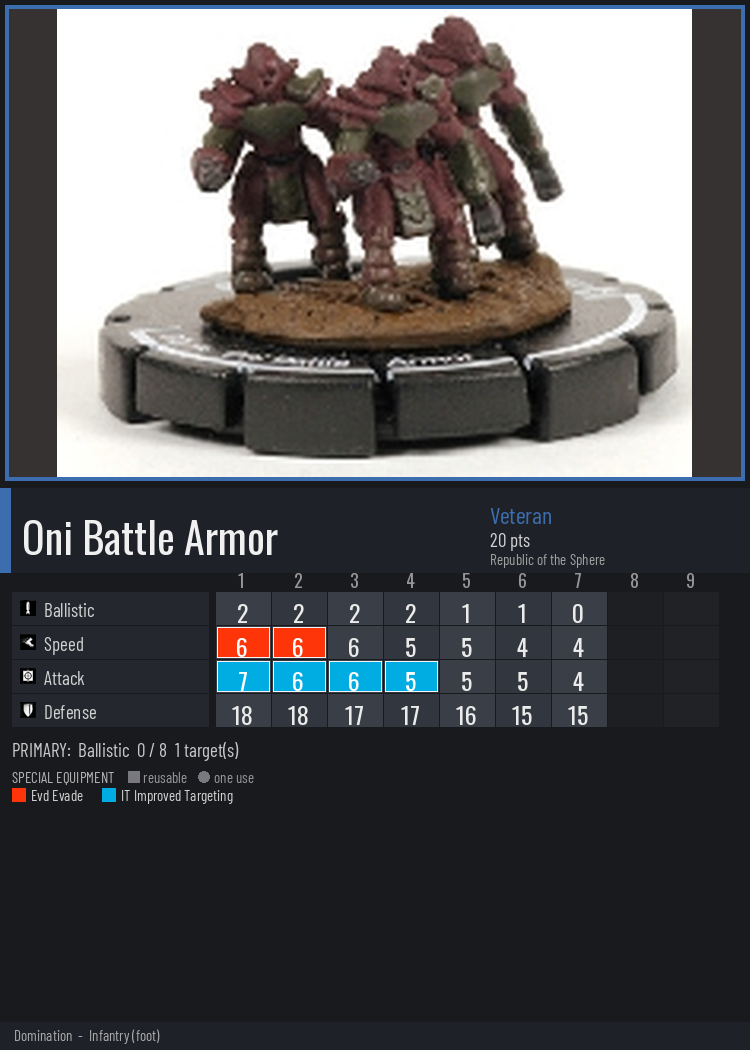 Battle Armor
Oni Battle Armor
Veteran
20 pts
Republic of the Sphere
1 2 3 4 5 6 7 8 9
Ballistic 2 2 2 2 1 1 0
Speed 6 6 6 5 5 4 4
Attack 7 6 6 5 5 5 4
Defense 18 18 17 17 16 15 15
PRIMARY: Ballistic 0 / 8 1 target(s)
SPECIAL EQUIPMENT reusable one use
Evd Evade IT Improved Targeting
Domination - Infantry (foot)